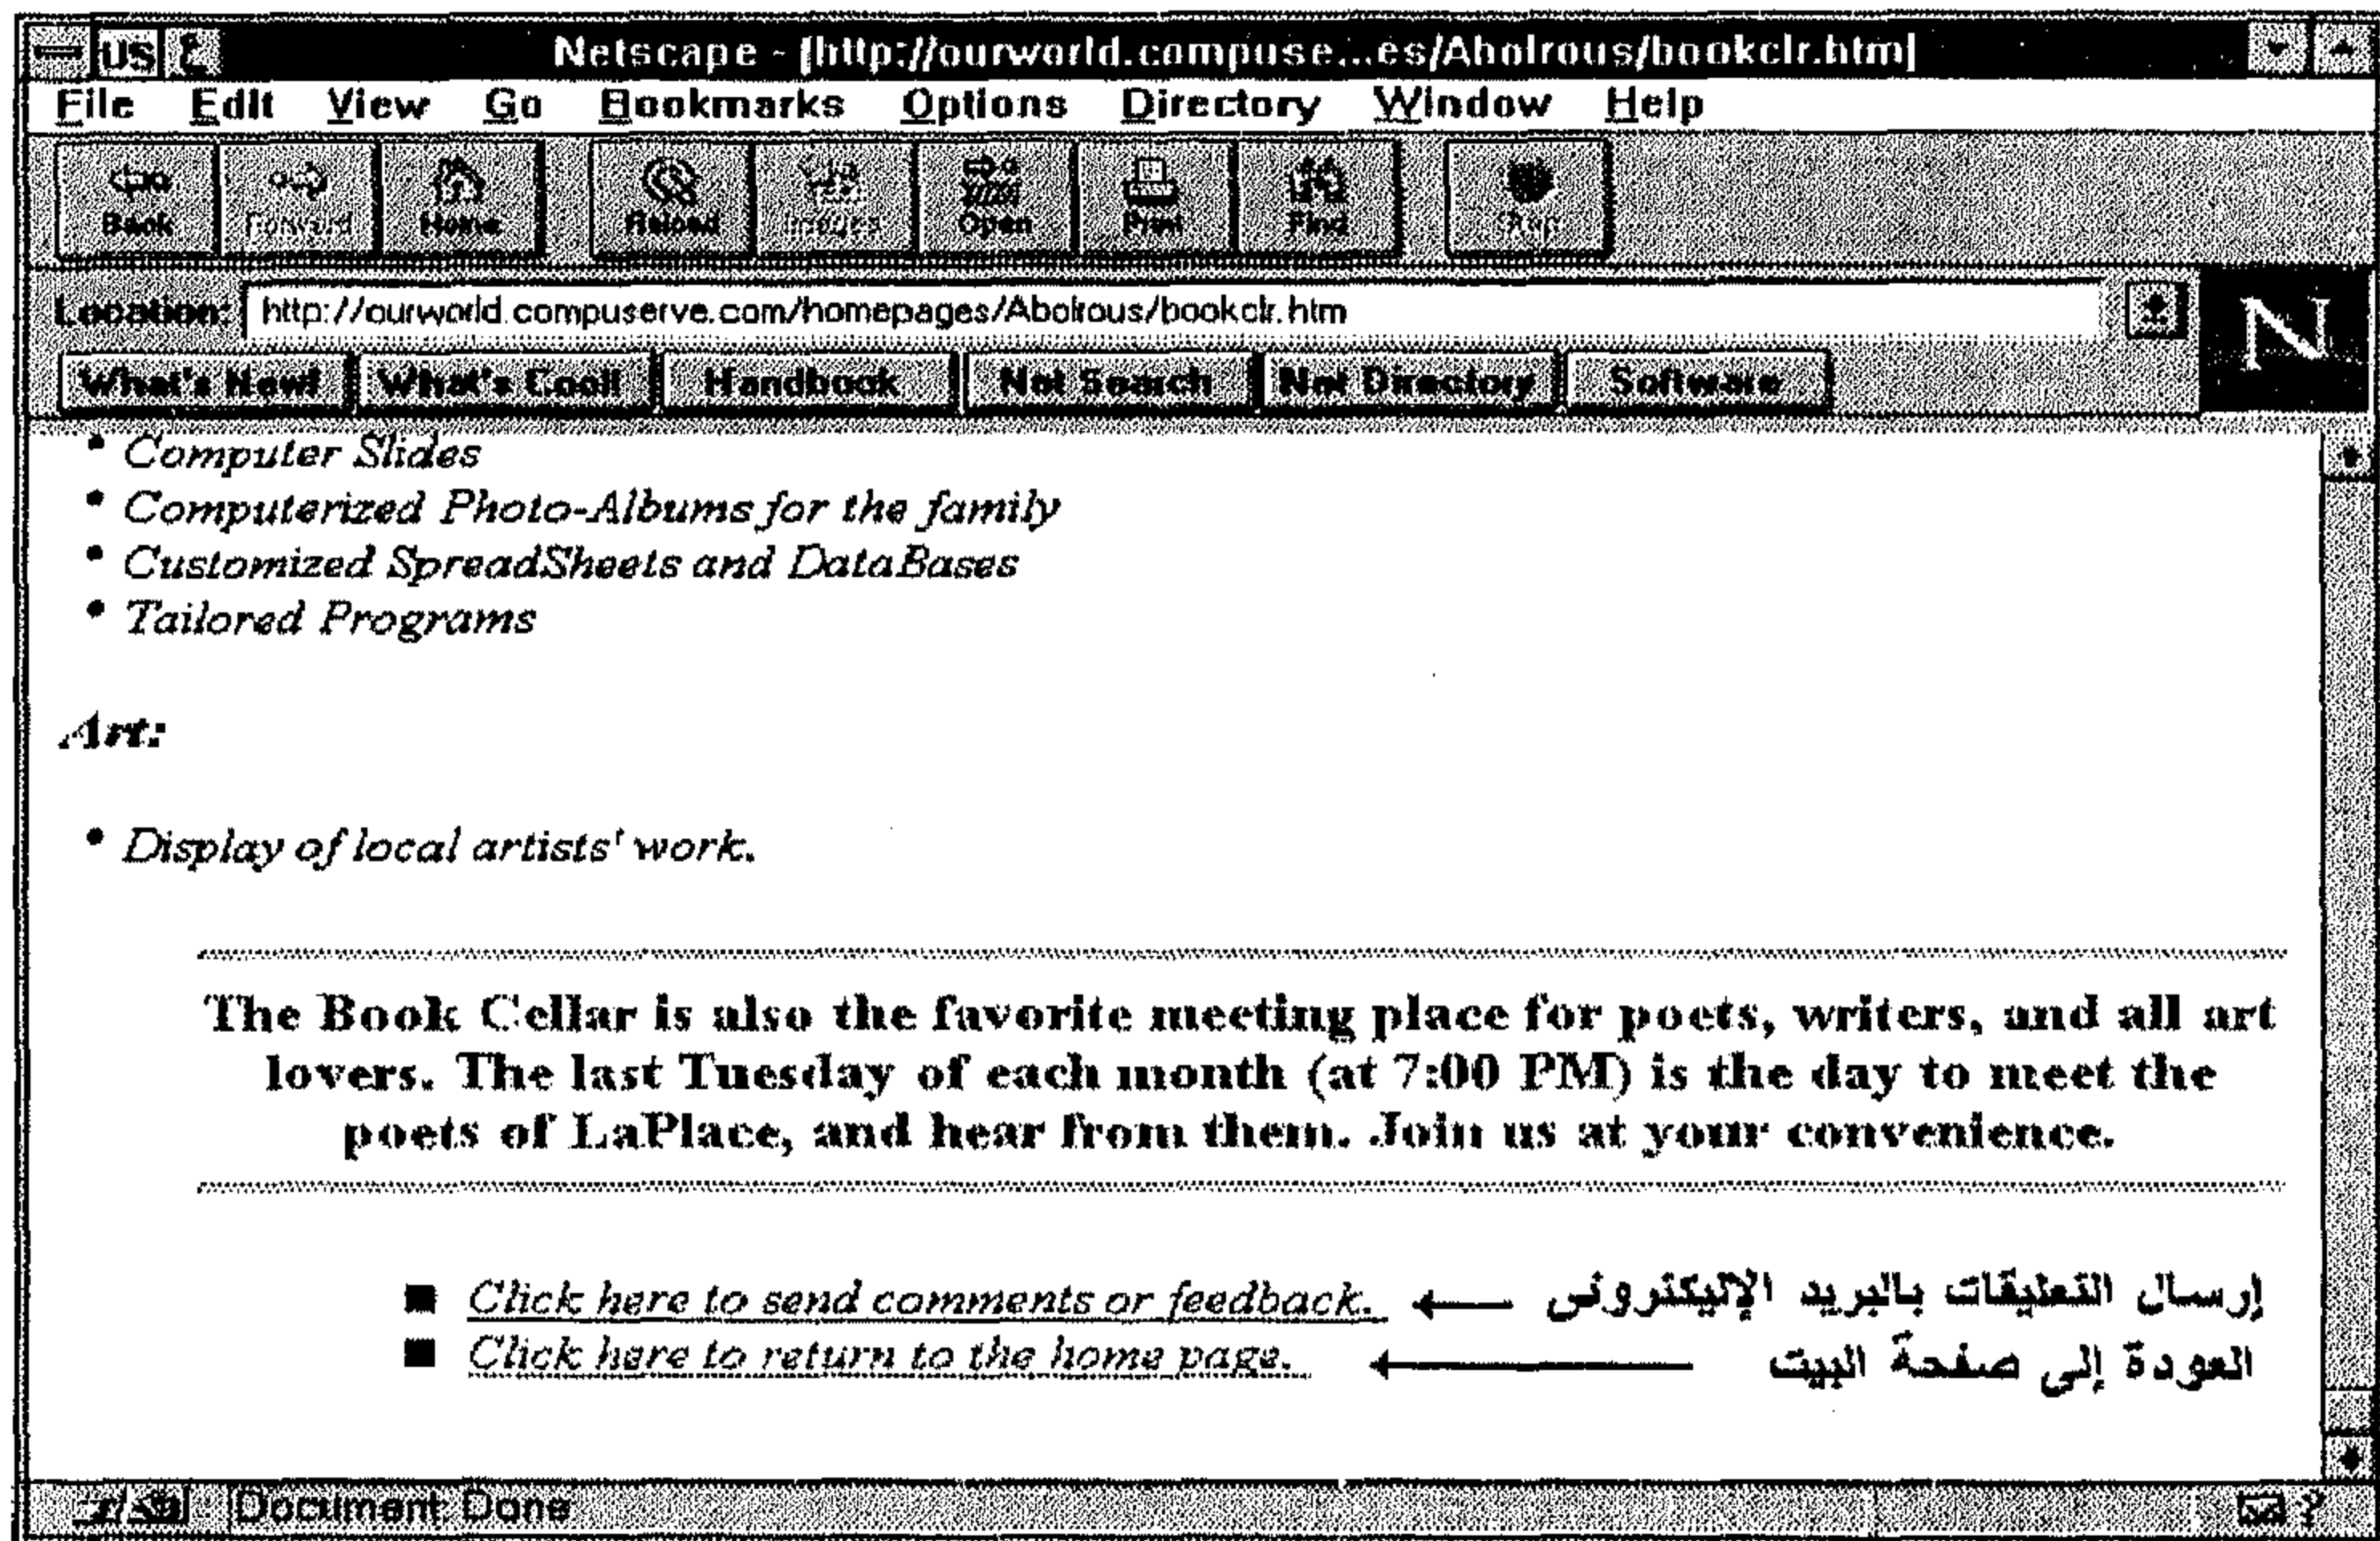 US ع Netscape - [http://ourworld.compuse...es/Abolrous/bookclr.htm]
File Edit View Go Bookmarks Options Directory Window Help
Back Forward Home Reload Images Open Print Find Stop
Location: http://ourworld.compuserve.com/homepages/Abolrous/bookclr.htm
What's New! What's Cool! Handbook Net Search Net Directory Software
• Computer Slides
• Computerized Photo-Albums for the family
• Customized SpreadSheets and DataBases
• Tailored Programs
Art:
• Display of local artists' work.
The Book Cellar is also the favorite meeting place for poets, writers, and all art
lovers. The last Tuesday of each month (at 7:00 PM) is the day to meet the
poets of LaPlace, and hear from them. Join us at your convenience.
■ Click here to send comments or feedback. ← إرسال التعليقات بالبريد الإليكترونى
■ Click here to return to the home page. ← العودة إلى صفحة البيت
Document: Done